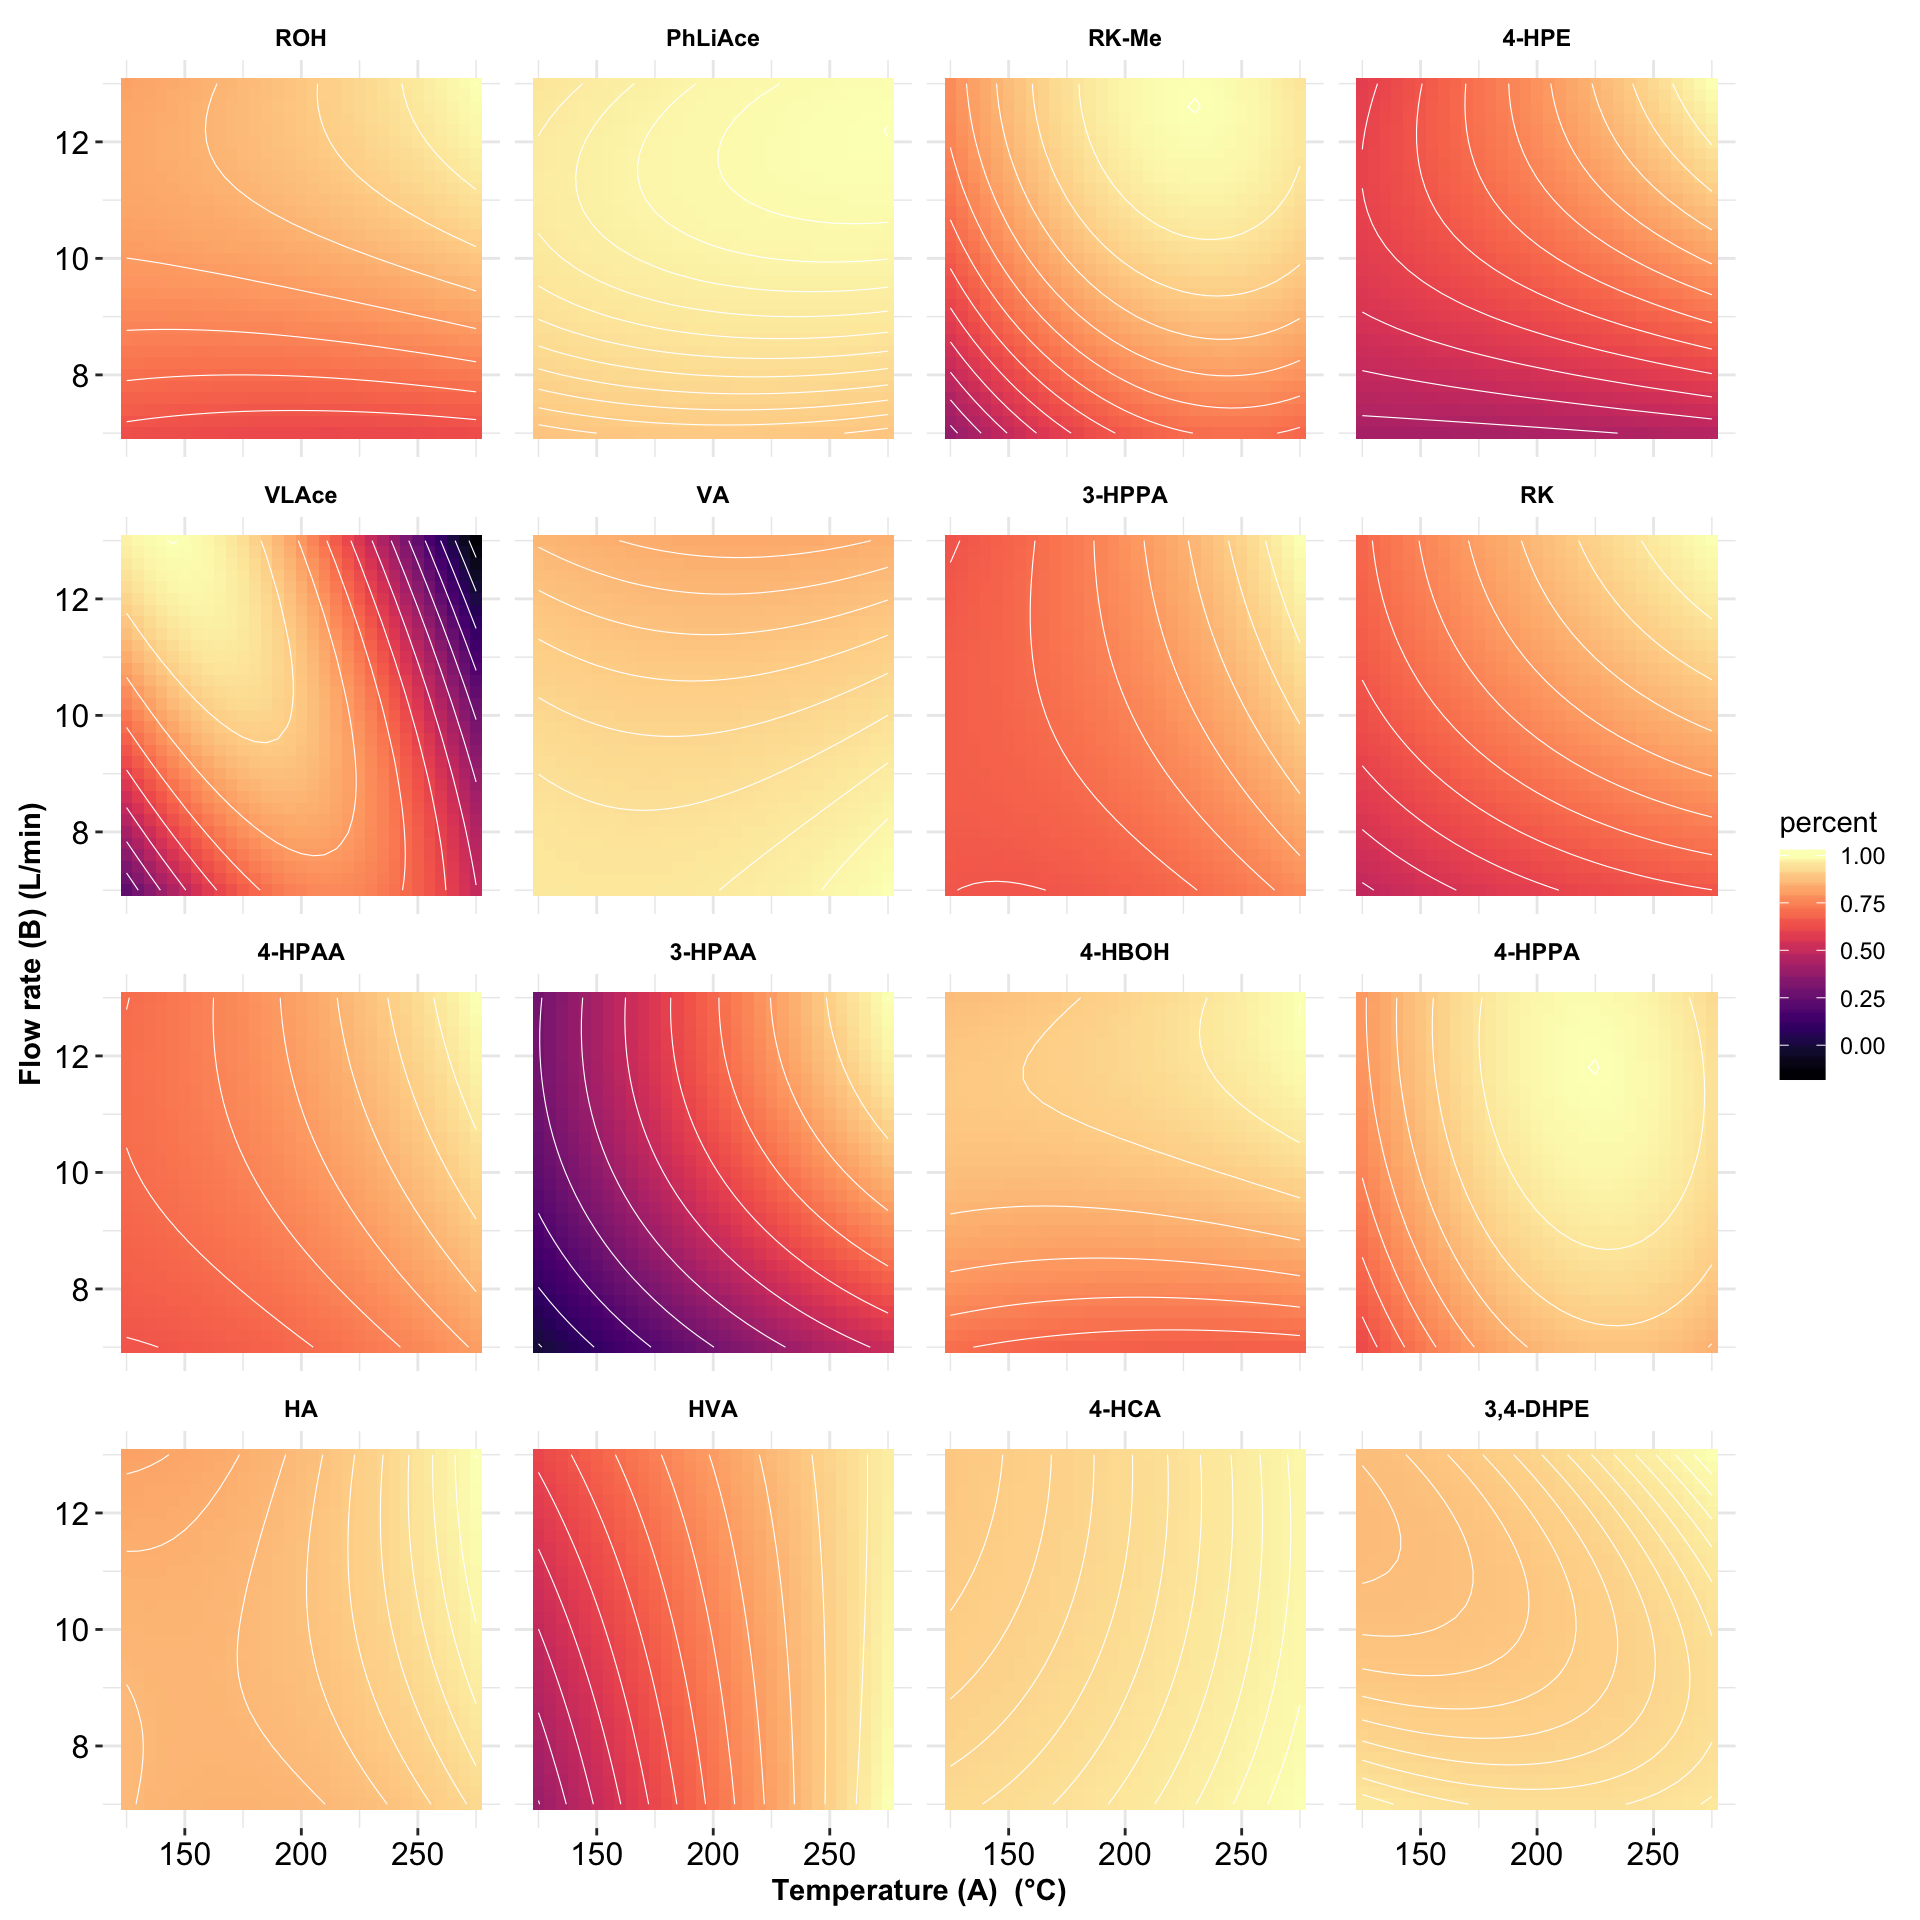 ROH PhLiAce RK-Me 4-HPE
12
10
8
VLAce VA 3-HPPA RK
12
10
8
4-HPAA 3-HPAA 4-HBOH 4-HPPA
12
10
8
HA HVA 4-HCA 3,4-DHPE
12
10
8
150 200 250 150 200 250 150 200 250 150 200 250
Temperature (A) (°C)
Flow rate (B) (L/min)
percent
1.00
0.75
0.50
0.25
0.00